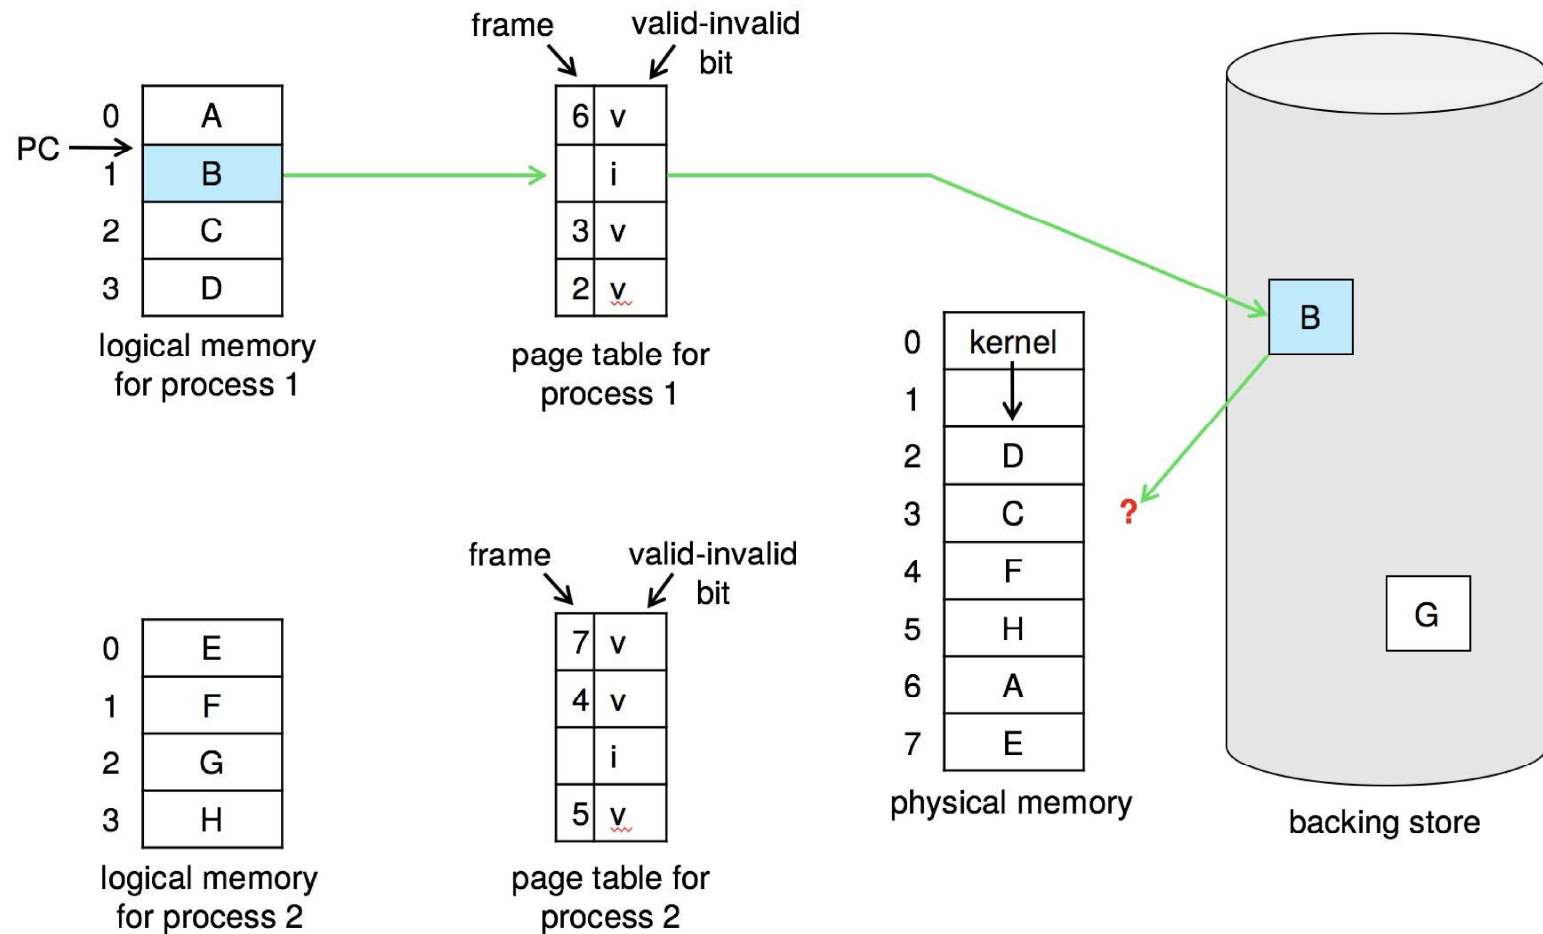 frame
valid-invalid
bit
0 A
PC
1 B
2 C
3 D
logical memory
for process 1
6 v
i
3 v
2 v
page table for
process 1
0 kernel
1
2 D
3 C
4 F
5 H
6 A
7 E
physical memory
?
B
G
backing store
0 E
1 F
2 G
3 H
logical memory
for process 2
frame
valid-invalid
bit
7 v
4 v
i
5 v
page table for
process 2